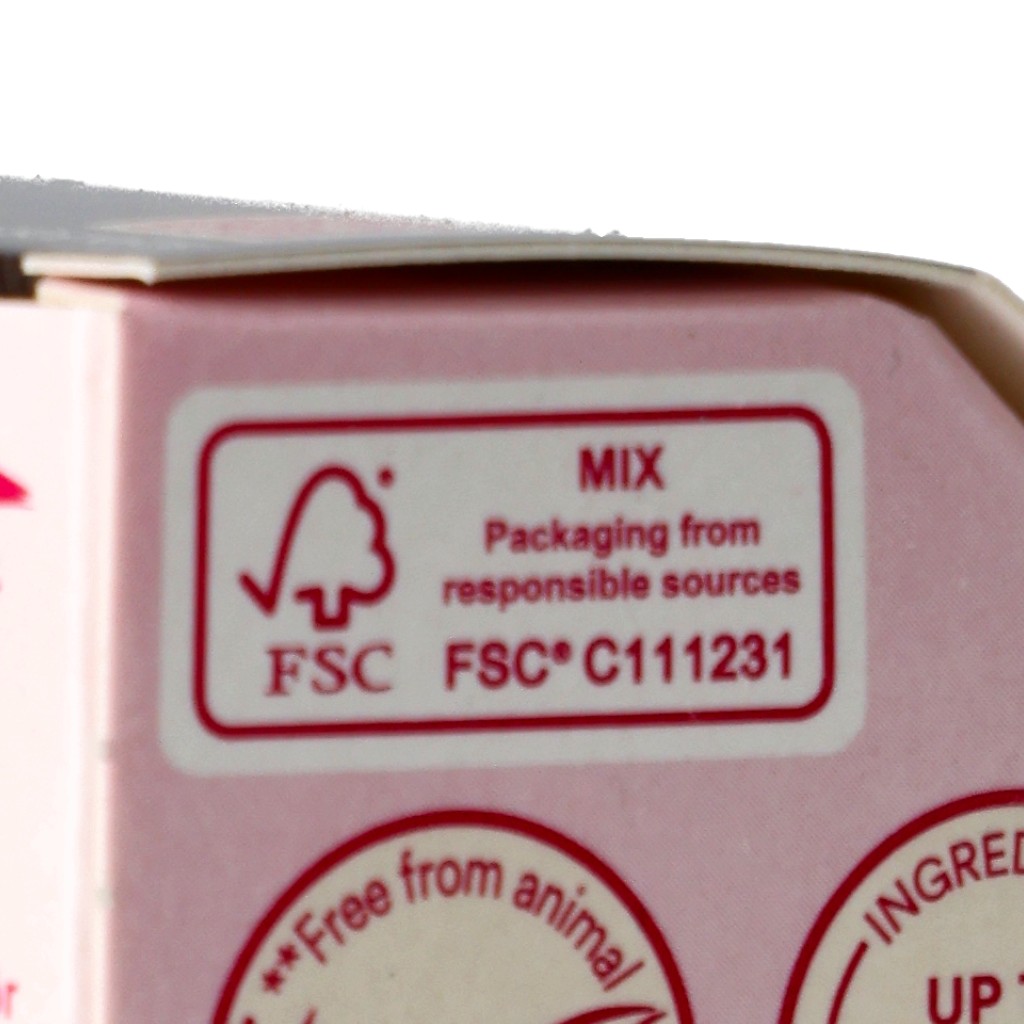 MIX
Packaging from
responsible sources
FSC
FSC® C111231
**Free from animal
INGRED
UP